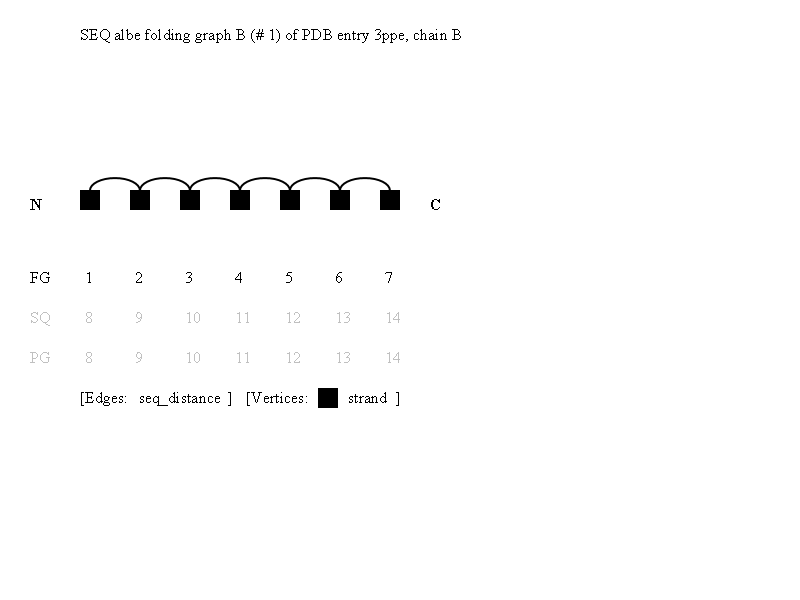 SEQ albe folding graph B (# 1) of PDB entry 3ppe, chain B
N C
FG 1 2 3 4 5 6 7
SQ 8 9 10 11 12 13 14
PG 8 9 10 11 12 13 14
[Edges: seq_distance ] [Vertices: strand ]